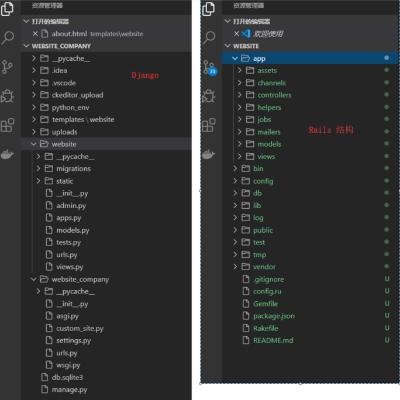 资源管理器
打开的编辑器
about.html templates\website
WEBSITE_COMPANY
__pycache__
.idea
.vscode
ckeditor_upload
python_env
templates \ website
uploads
website
__pycache__
migrations
static
__init__.py
admin.py
apps.py
models.py
tests.py
urls.py
views.py
website_company
__pycache__
__init__.py
asgi.py
custom_site.py
settings.py
urls.py
wsgi.py
db.sqlite3
manage.py
Django
资源管理器
打开的编辑器
欢迎使用
WEBSITE
app
assets
channels
controllers
helpers
jobs
mailers
models
views
bin
config
db
lib
log
public
test
tmp
vendor
.gitignore U
config.ru U
Gemfile U
package.json U
Rakefile U
README.md U
Rails 结构